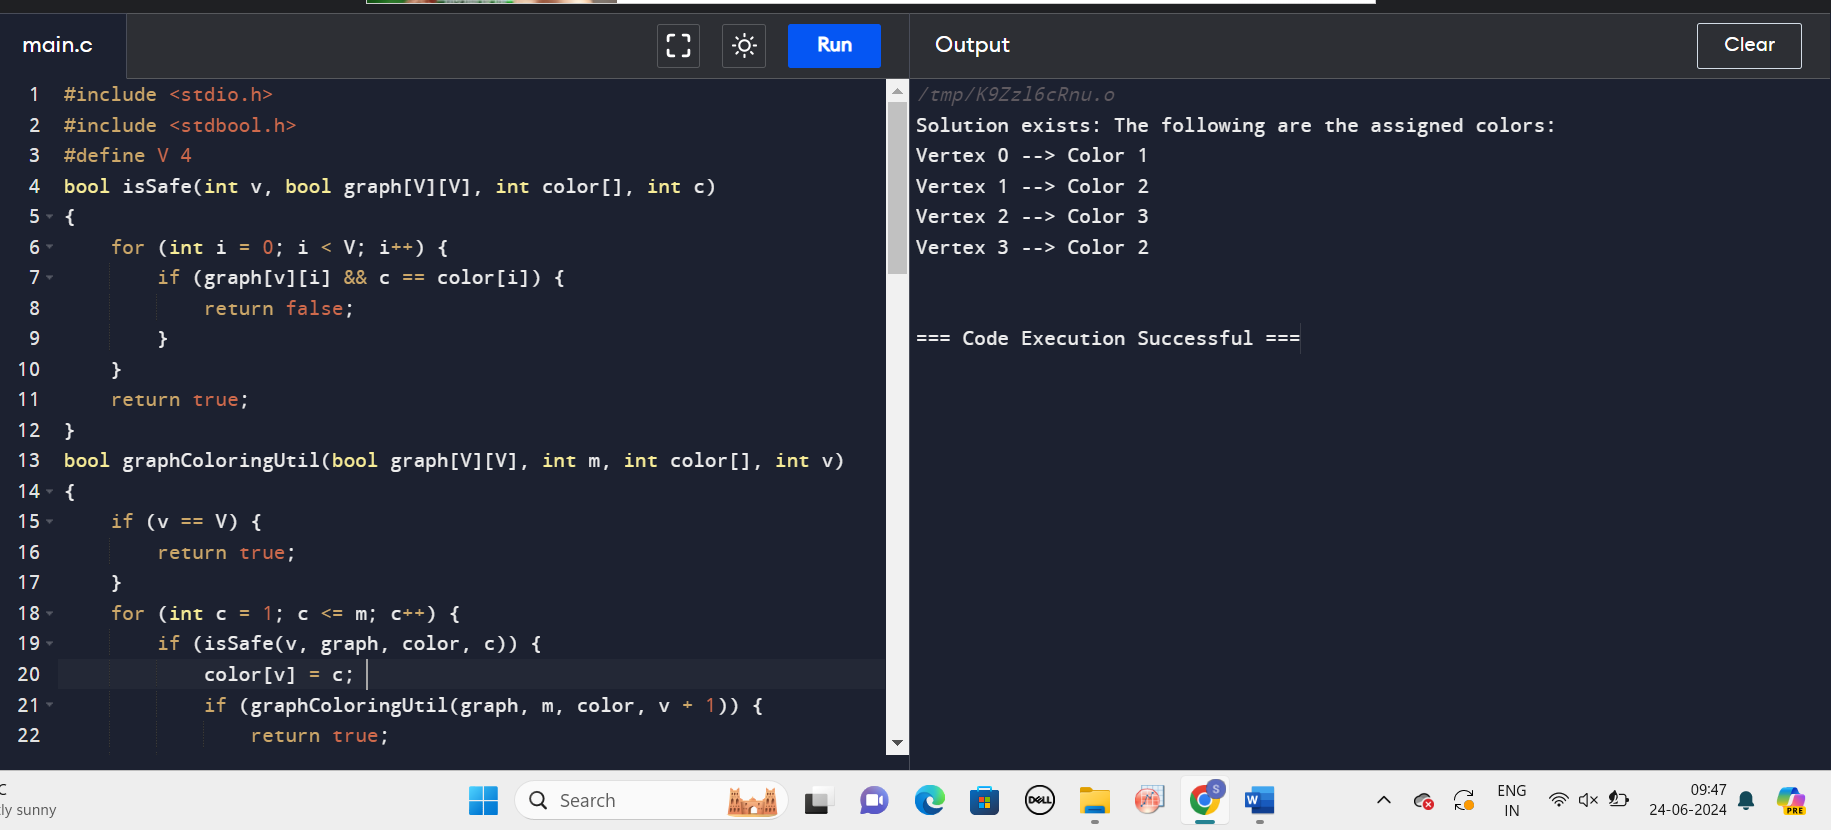 main.c
Run
Output
Clear
1 #include <stdio.h>
2 #include <stdbool.h>
3 #define V 4
4 bool isSafe(int v, bool graph[V][V], int color[], int c)
5 {
6     for (int i = 0; i < V; i++) {
7         if (graph[v][i] && c == color[i]) {
8             return false;
9         }
10     }
11     return true;
12 }
13 bool graphColoringUtil(bool graph[V][V], int m, int color[], int v)
14 {
15     if (v == V) {
16         return true;
17     }
18     for (int c = 1; c <= m; c++) {
19         if (isSafe(v, graph, color, c)) {
20             color[v] = c;
21             if (graphColoringUtil(graph, m, color, v + 1)) {
22                 return true;
/tmp/K9Zzl6cRnu.o
Solution exists: The following are the assigned colors:
Vertex 0 --> Color 1
Vertex 1 --> Color 2
Vertex 2 --> Color 3
Vertex 3 --> Color 2
=== Code Execution Successful ===
C
ly sunny
Search
DELL
S
W
ENG
IN
09:47
24-06-2024
PRE